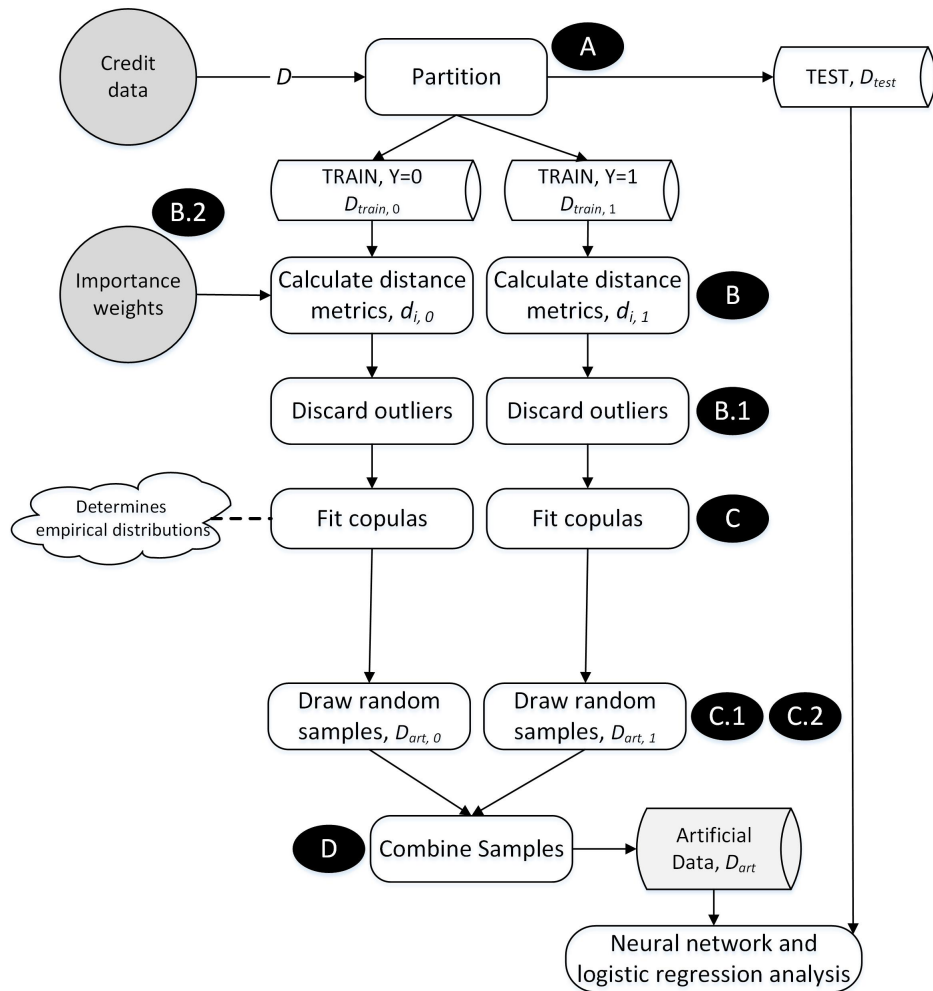 A
Credit
data
D
Partition
TEST, Dtest
TRAIN, Y=0
Dtrain, 0
TRAIN, Y=1
Dtrain, 1
B.2
Importance
weights
Calculate distance
metrics, di, 0
Calculate distance
metrics, di, 1
B
Discard outliers
Discard outliers
B.1
Determines
empirical distributions
Fit copulas
Fit copulas
C
Draw random
samples, Dart, 0
Draw random
samples, Dart, 1
C.1
C.2
D
Combine Samples
Artificial
Data, Dart
Neural network and
logistic regression analysis